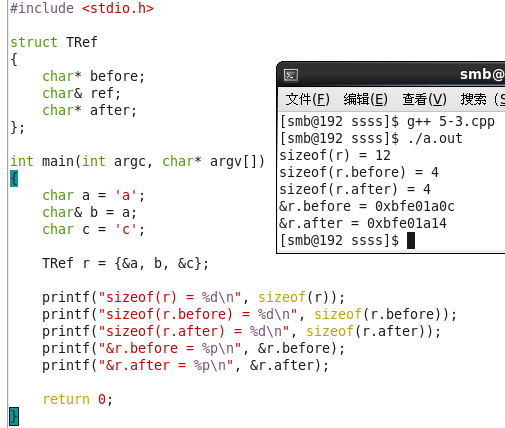 #include <stdio.h>
struct TRef
{
    char* before;
    char& ref;
    char* after;
};
int main(int argc, char* argv[])
{
    char a = 'a';
    char& b = a;
    char c = 'c';
    TRef r = {&a, b, &c};
    printf("sizeof(r) = %d\n", sizeof(r));
    printf("sizeof(r.before) = %d\n", sizeof(r.before));
    printf("sizeof(r.after) = %d\n", sizeof(r.after));
    printf("&r.before = %p\n", &r.before);
    printf("&r.after = %p\n", &r.after);
    return 0;
}
smb@
文件(F) 编辑(E) 查看(V) 搜索 (S
[smb@192 ssss]$ g++ 5-3.cpp
[smb@192 ssss]$ ./a.out
sizeof(r) = 12
sizeof(r.before) = 4
sizeof(r.after) = 4
&r.before = 0xbfe01a0c
&r.after = 0xbfe01a14
[smb@192 ssss]$